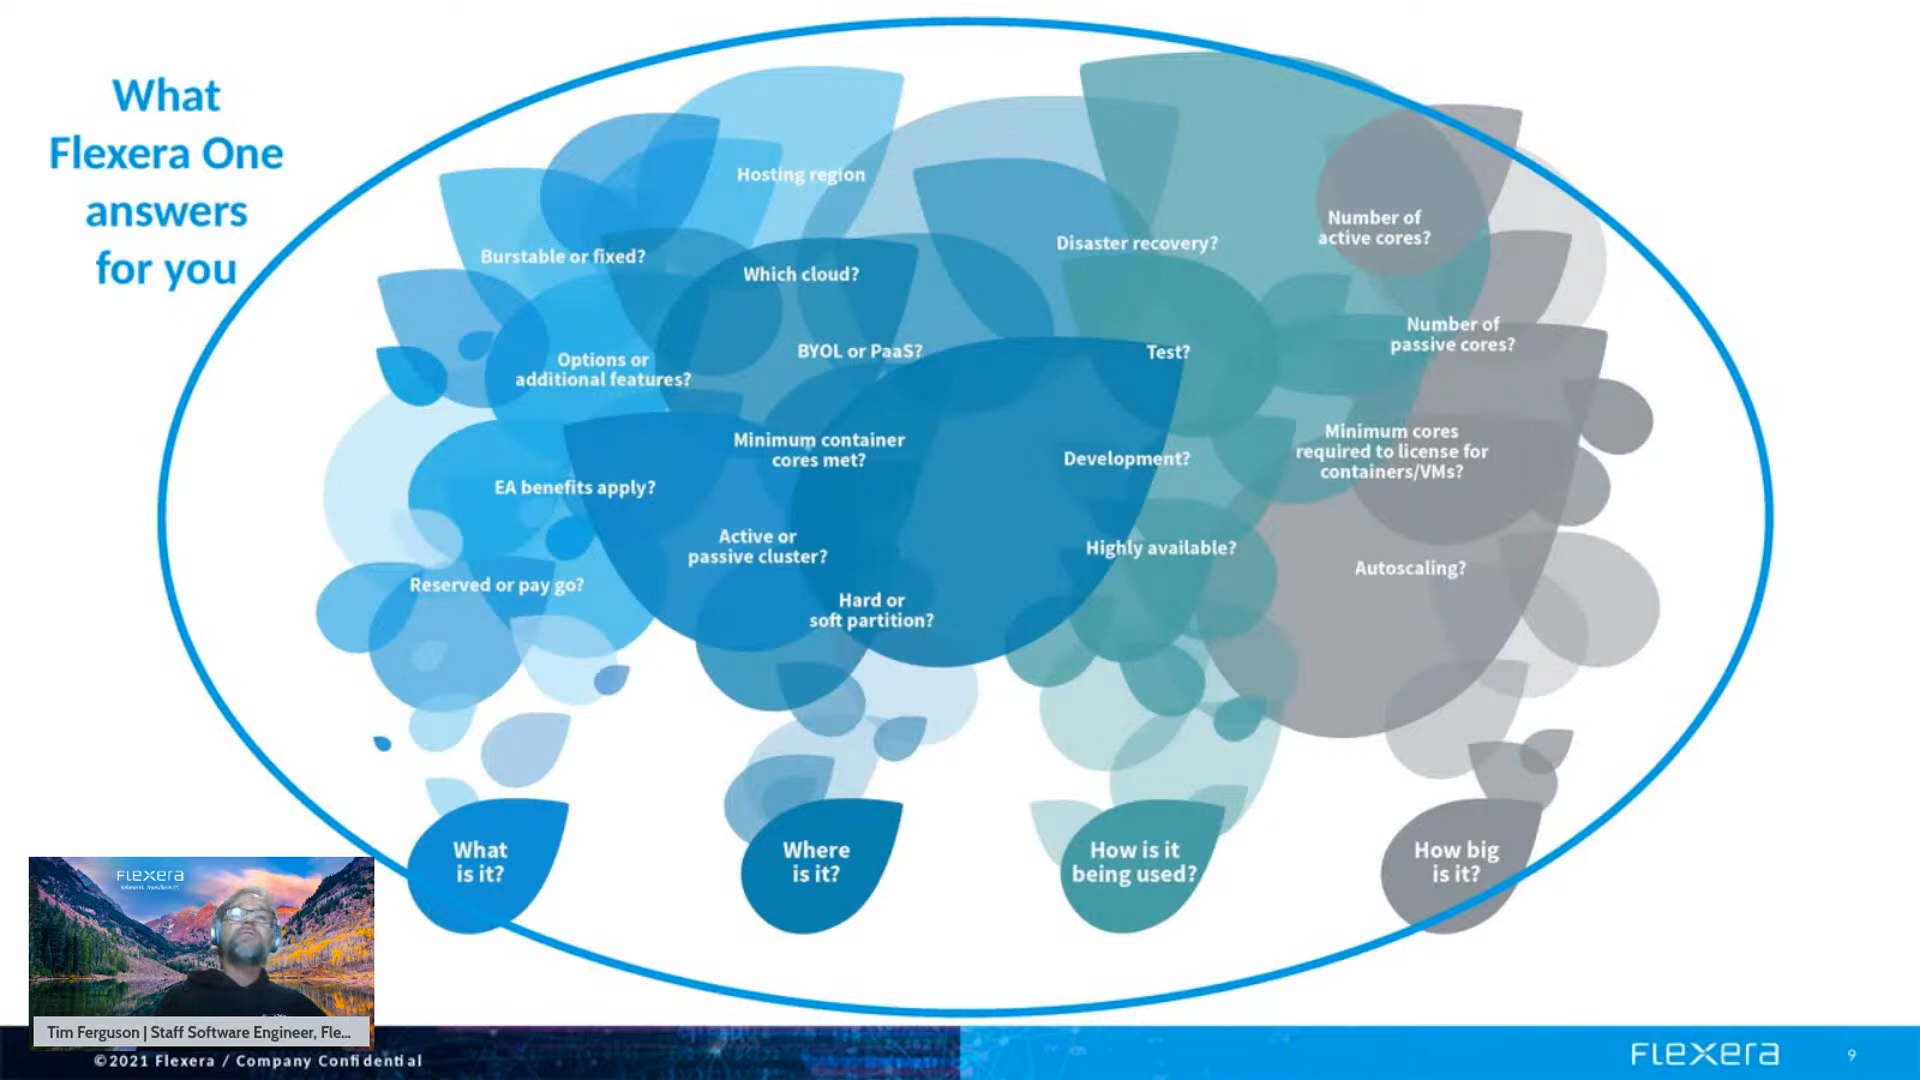 What
Flexera One
answers
for you
Hosting region
Burstable or fixed?
Which cloud?
Disaster recovery?
Number of
active cores?
Options or
additional features?
BYOL or PaaS?
Test?
Number of
passive cores?
Minimum container
cores met?
Development?
Minimum cores
required to license for
containers/VMs?
EA benefits apply?
Active or
passive cluster?
Highly available?
Autoscaling?
Reserved or pay go?
Hard or
soft partition?
What
is it?
Where
is it?
How is it
being used?
How big
is it?
FLEXERA
Tim Ferguson | Staff Software Engineer, Fle...
©2021 Flexera / Company Confidential
FLEXERA
9